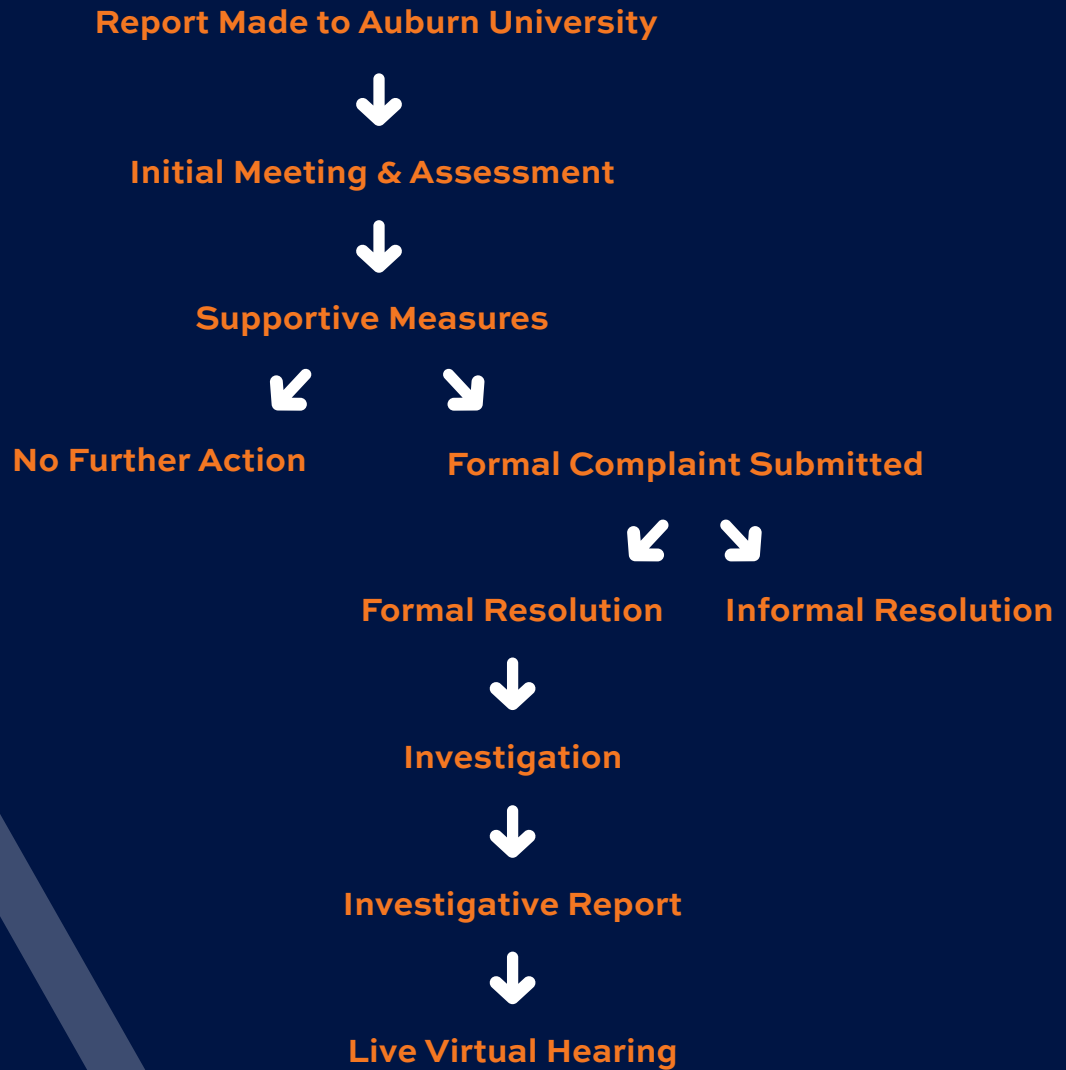 Report Made to Auburn University
Initial Meeting & Assessment
Supportive Measures
No Further Action
Formal Complaint Submitted
Formal Resolution
Informal Resolution
Investigation
Investigative Report
Live Virtual Hearing